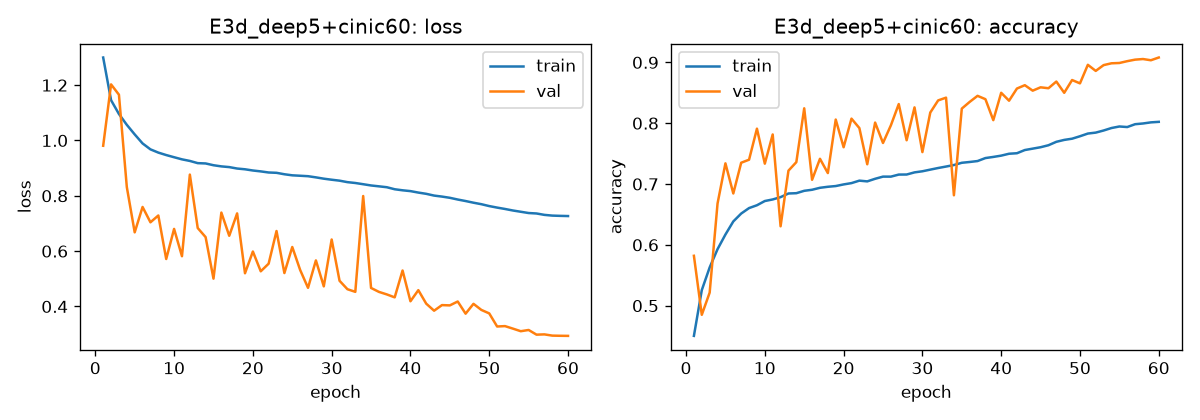 E3d_deep5+cinic60: loss
train
val
loss
1.2
1.0
0.8
0.6
0.4
0 10 20 30 40 50 60
epoch
E3d_deep5+cinic60: accuracy
train
val
accuracy
0.9
0.8
0.7
0.6
0.5
0 10 20 30 40 50 60
epoch